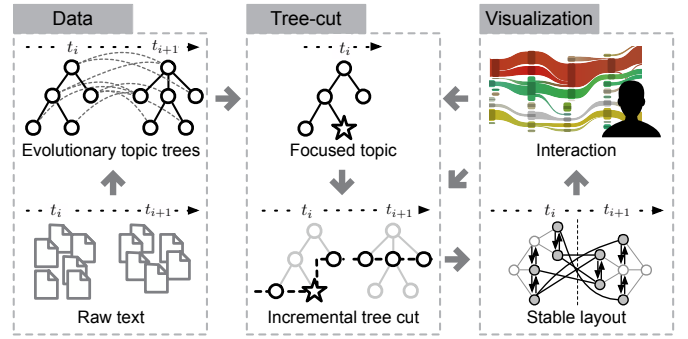 Data
Tree-cut
Visualization
t_i
t_{i+1}
t_i
Evolutionary topic trees
Focused topic
Interaction
t_i
t_{i+1}
t_i
t_{i+1}
t_i
t_{i+1}
Raw text
Incremental tree cut
Stable layout